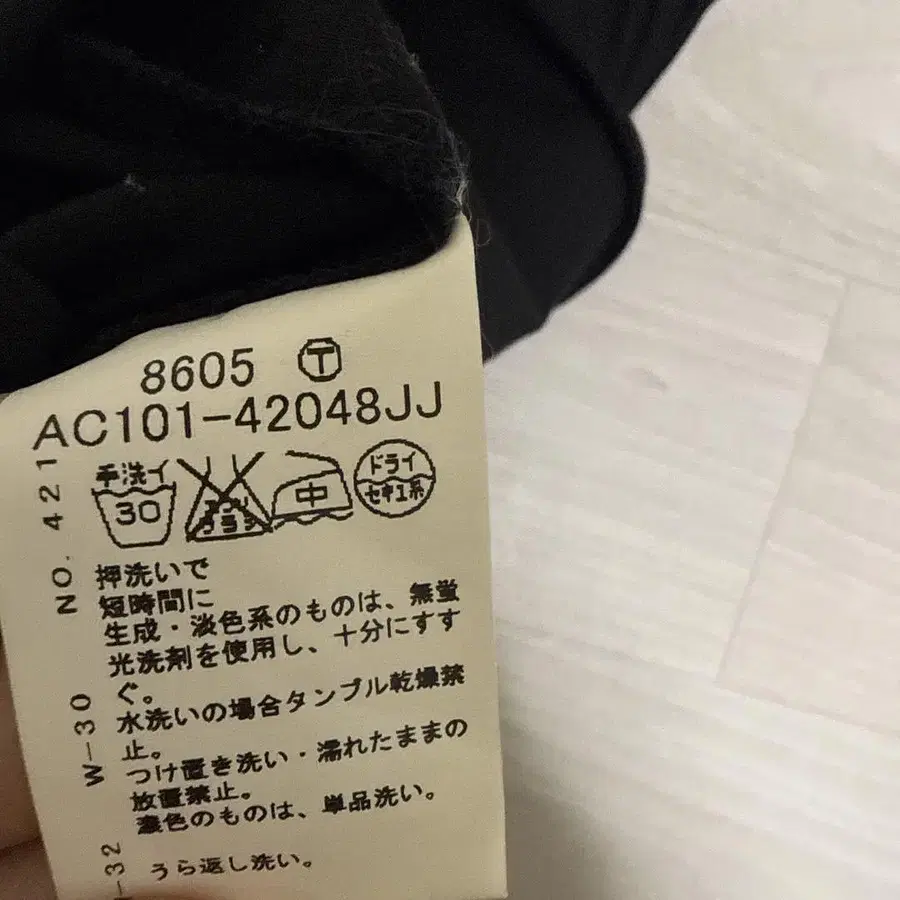 8605 Ⓣ
AC101-42048JJ
手洗イ
30
中
ドライ
セキユ系
押洗いで
短時間に
生成・淡色系のものは、無蛍
光洗剤を使用し、十分にすす
ぐ。
水洗いの場合タンブル乾燥禁
止。
つけ置き洗い・濡れたままの
放置禁止。
濃色のものは、単品洗い。
うら返し洗い。
NO. 421
W-30
-32